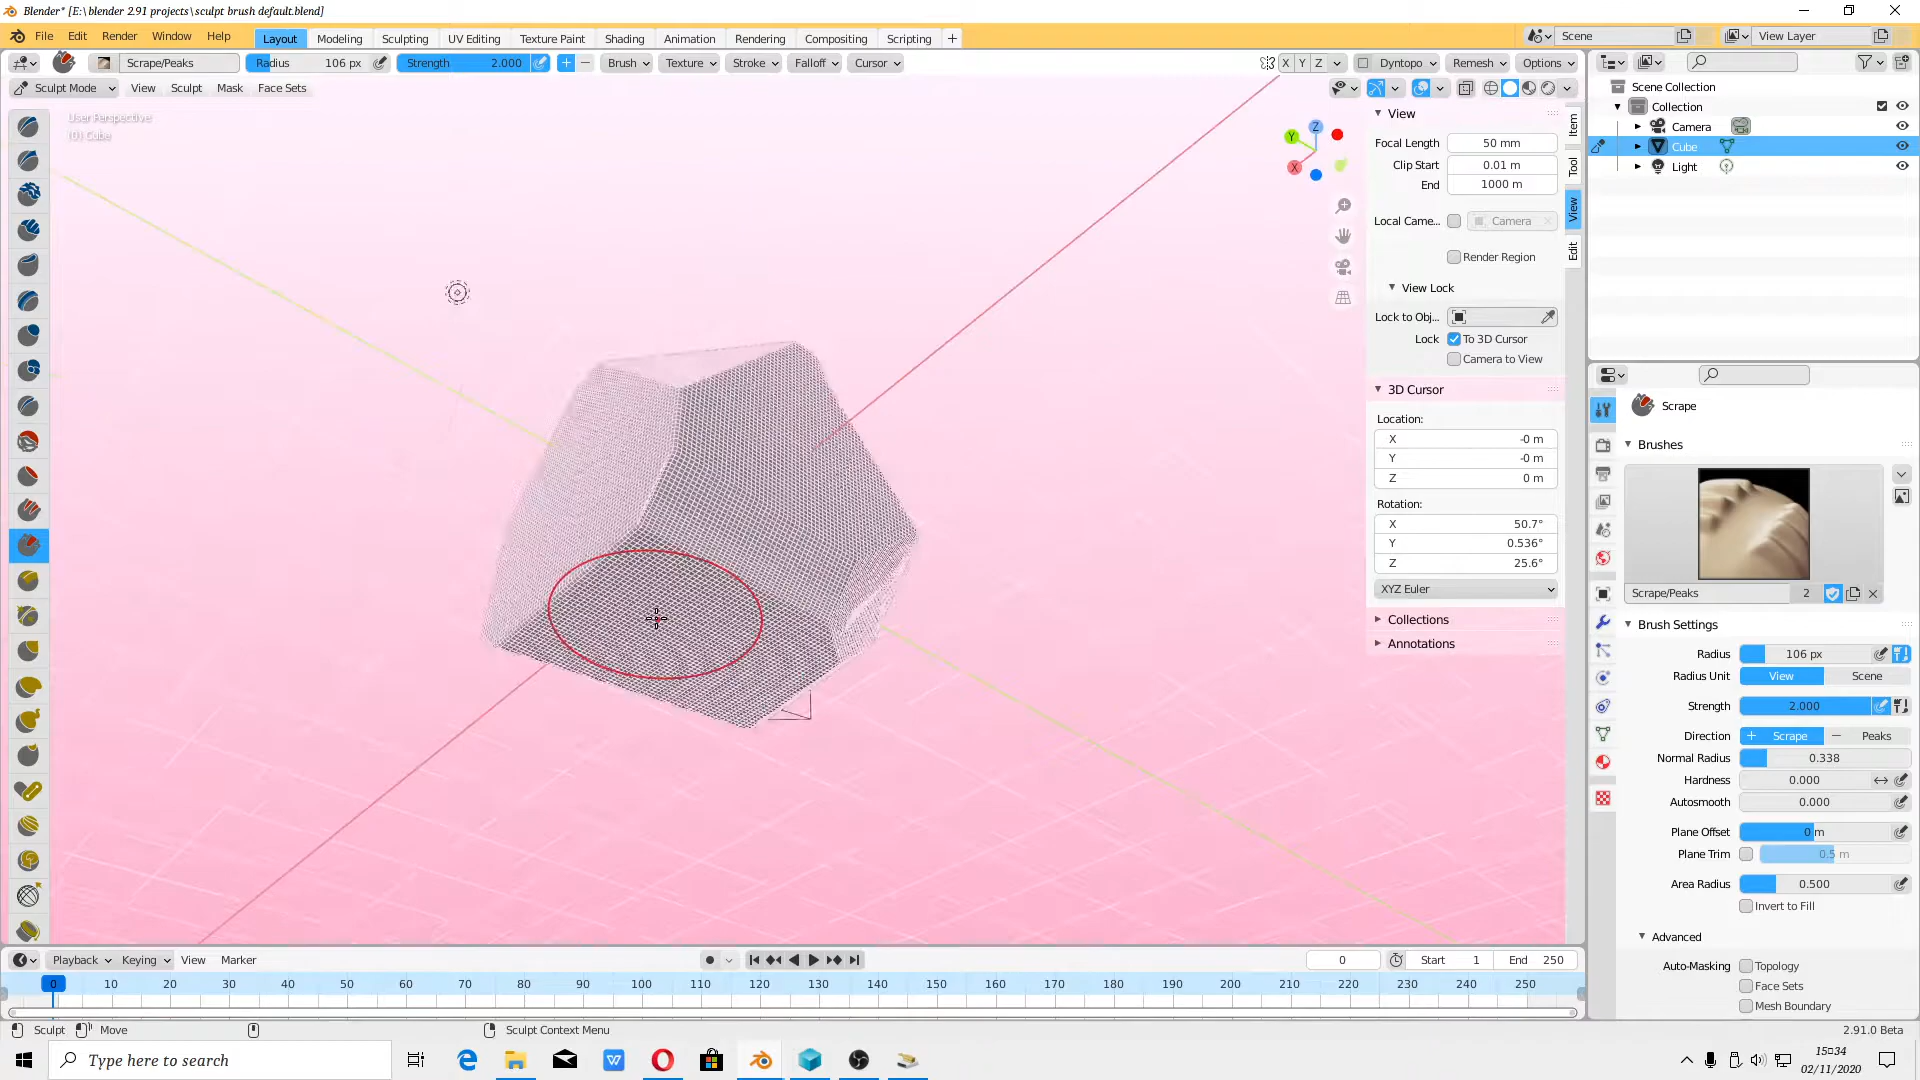 Blender* [E:\blender 2.91 projects\sculpt brush default.blend]
File Edit Render Window Help Layout Modeling Sculpting UV Editing Texture Paint Shading Animation Rendering Compositing Scripting + Scene View Layer
Scrape/Peaks Radius 106 px Strength 2.000 + − Brush Texture Stroke Falloff Cursor X Y Z Dyntopo Remesh Options
Sculpt Mode View Sculpt Mask Face Sets
User Perspective
(0) Cube
Z
Y
X
View
Focal Length 50 mm
Clip Start 0.01 m
End 1000 m
Local Came... Camera
Render Region
View Lock
Lock to Obj...
Lock To 3D Cursor
Camera to View
3D Cursor
Location:
X -0 m
Y -0 m
Z 0 m
Rotation:
X 50.7°
Y 0.536°
Z 25.6°
XYZ Euler
Collections
Annotations
Item
Tool
View
Edit
Scene Collection
Collection
Camera
Cube
Light
Scrape
Brushes
Scrape/Peaks 2
Brush Settings
Radius 106 px
Radius Unit View Scene
Strength 2.000
Direction + Scrape − Peaks
Normal Radius 0.338
Hardness 0.000
Autosmooth 0.000
Plane Offset 0 m
Plane Trim 0.5 m
Area Radius 0.500
Invert to Fill
Advanced
Auto-Masking Topology
Face Sets
Mesh Boundary
Playback Keying View Marker 0 Start 1 End 250
0 10 20 30 40 50 60 70 80 90 100 110 120 130 140 150 160 170 180 190 200 210 220 230 240 250
Sculpt Move Sculpt Context Menu 2.91.0 Beta
Type here to search
15:34
02/11/2020